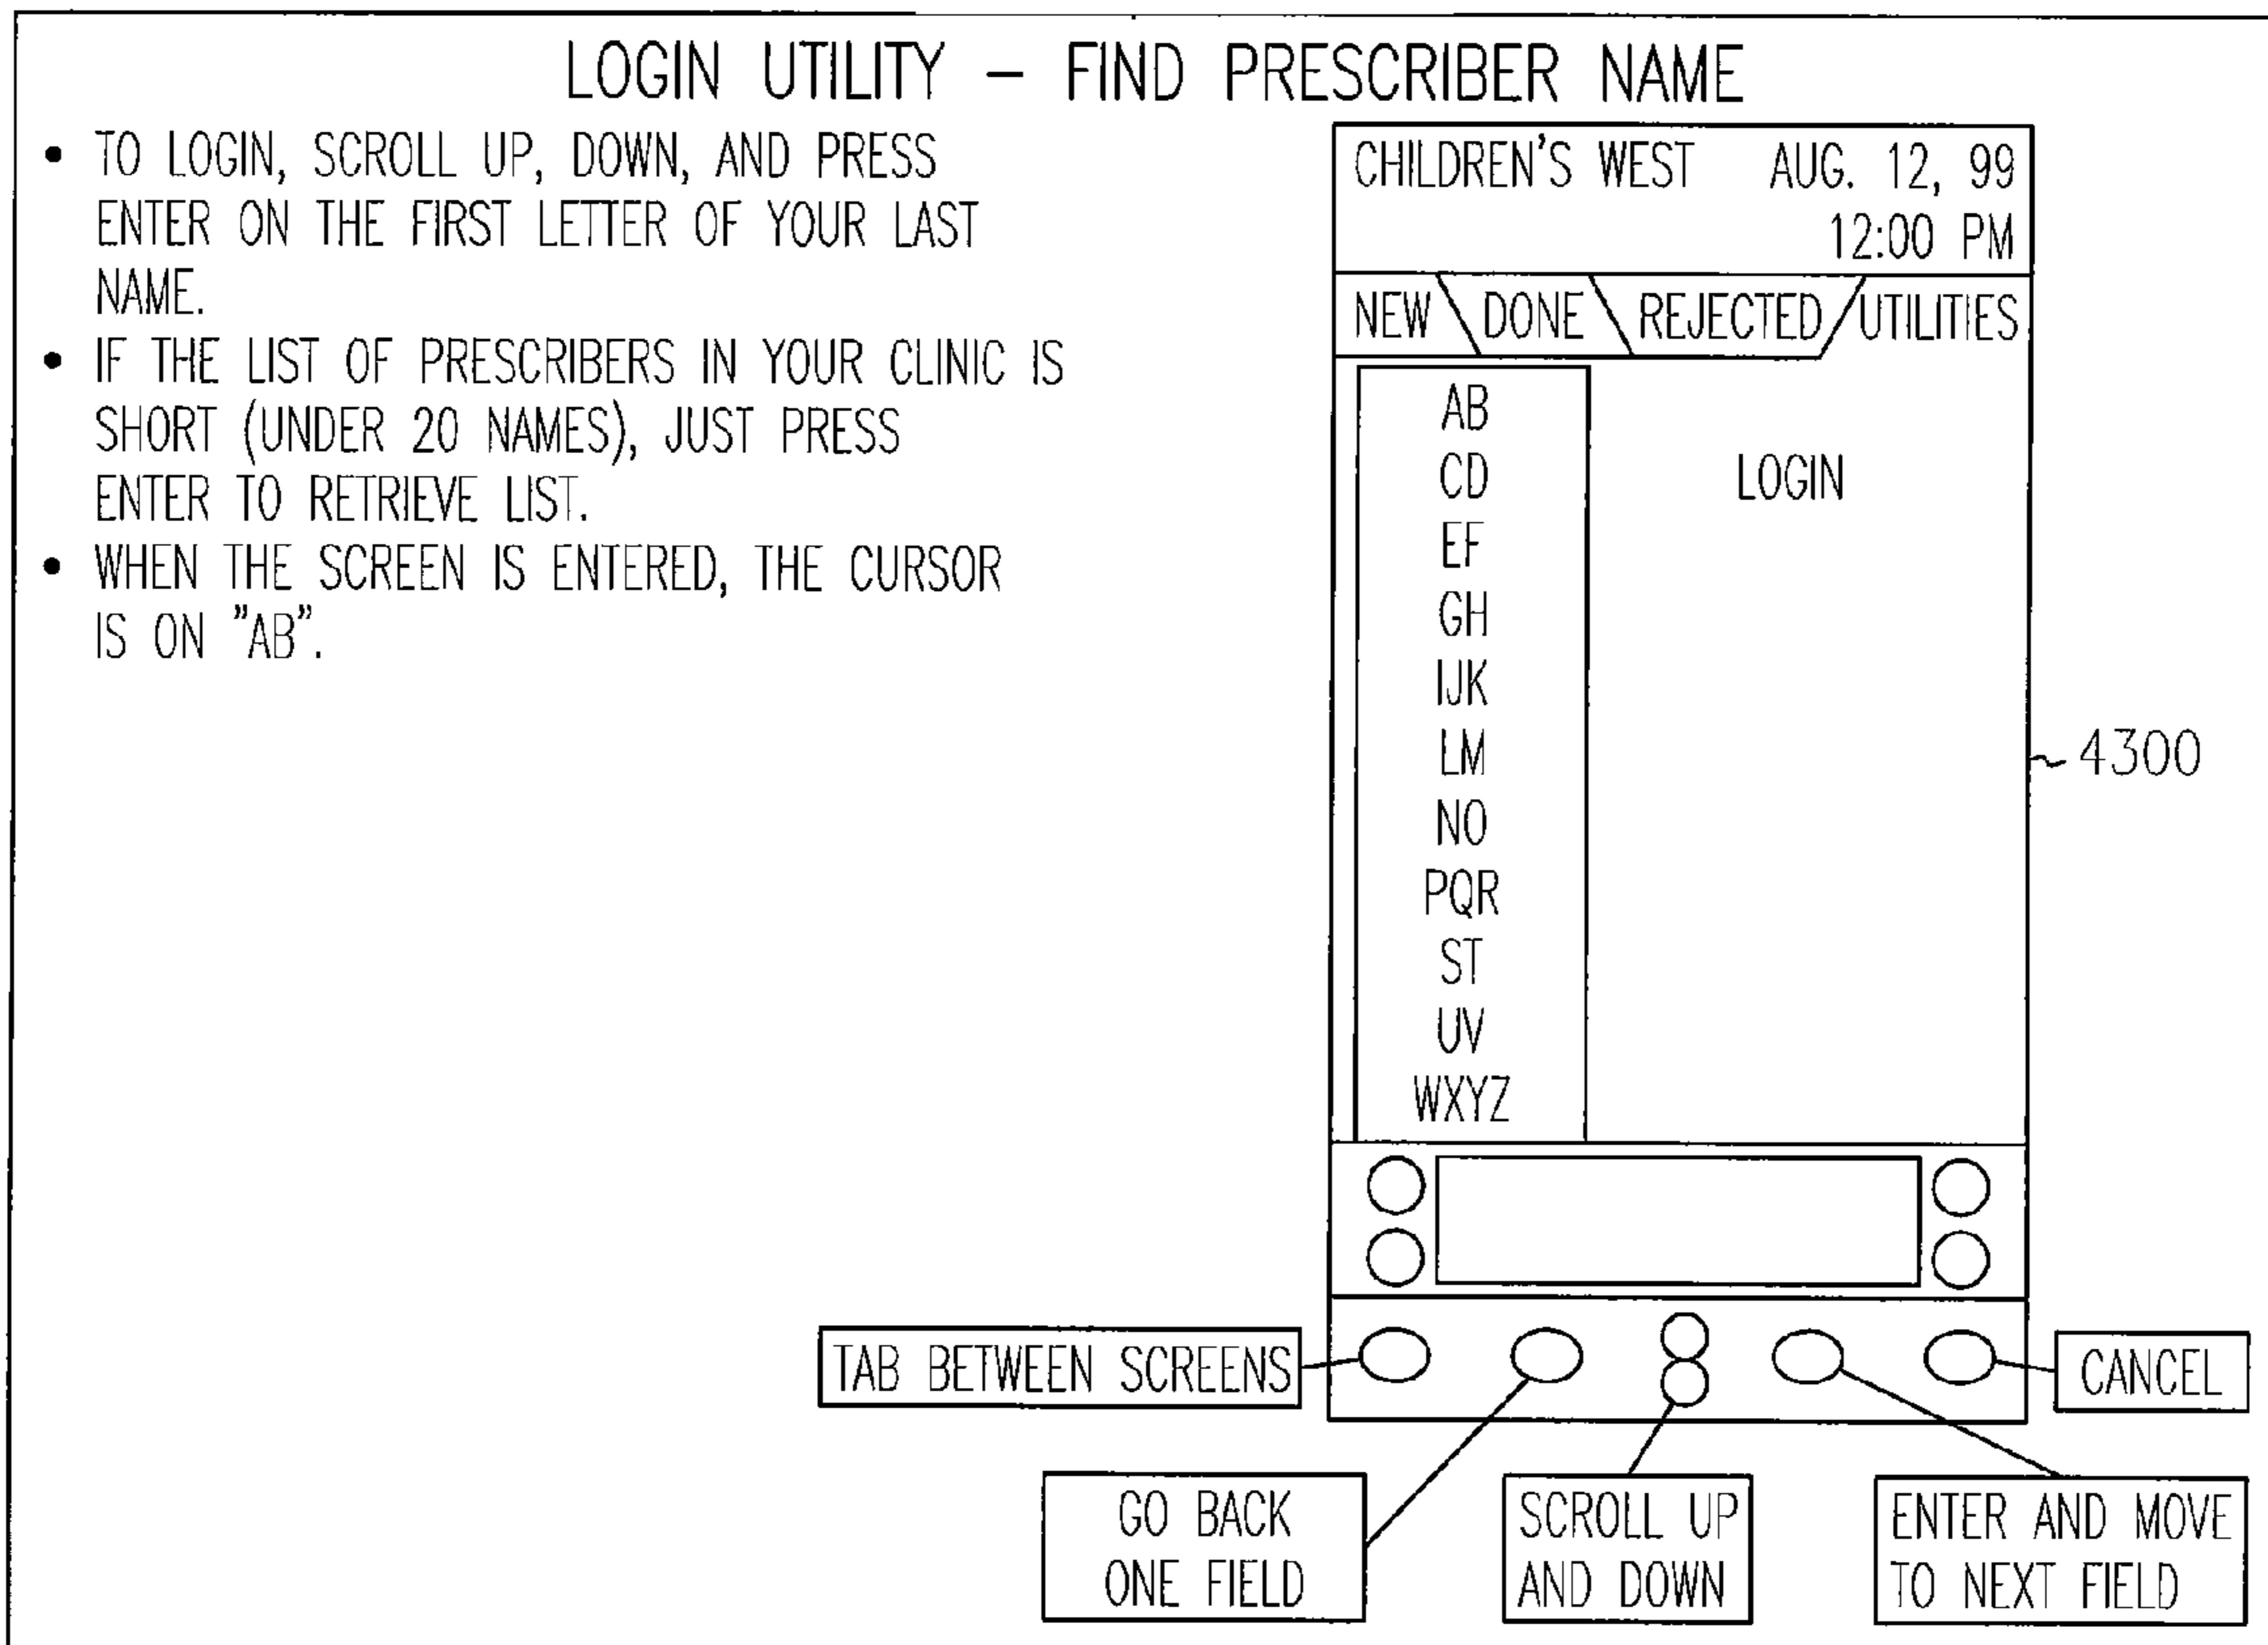 LOGIN UTILITY – FIND PRESCRIBER NAME
• TO LOGIN, SCROLL UP, DOWN, AND PRESS
ENTER ON THE FIRST LETTER OF YOUR LAST
NAME.
• IF THE LIST OF PRESCRIBERS IN YOUR CLINIC IS
SHORT (UNDER 20 NAMES), JUST PRESS
ENTER TO RETRIEVE LIST.
• WHEN THE SCREEN IS ENTERED, THE CURSOR
IS ON "AB".
CHILDREN'S WEST AUG. 12, 99
12:00 PM
NEW DONE REJECTED UTILITIES
AB
CD
EF
GH
IJK
LM
NO
PQR
ST
UV
WXYZ
LOGIN
4300
TAB BETWEEN SCREENS
CANCEL
GO BACK
ONE FIELD
SCROLL UP
AND DOWN
ENTER AND MOVE
TO NEXT FIELD